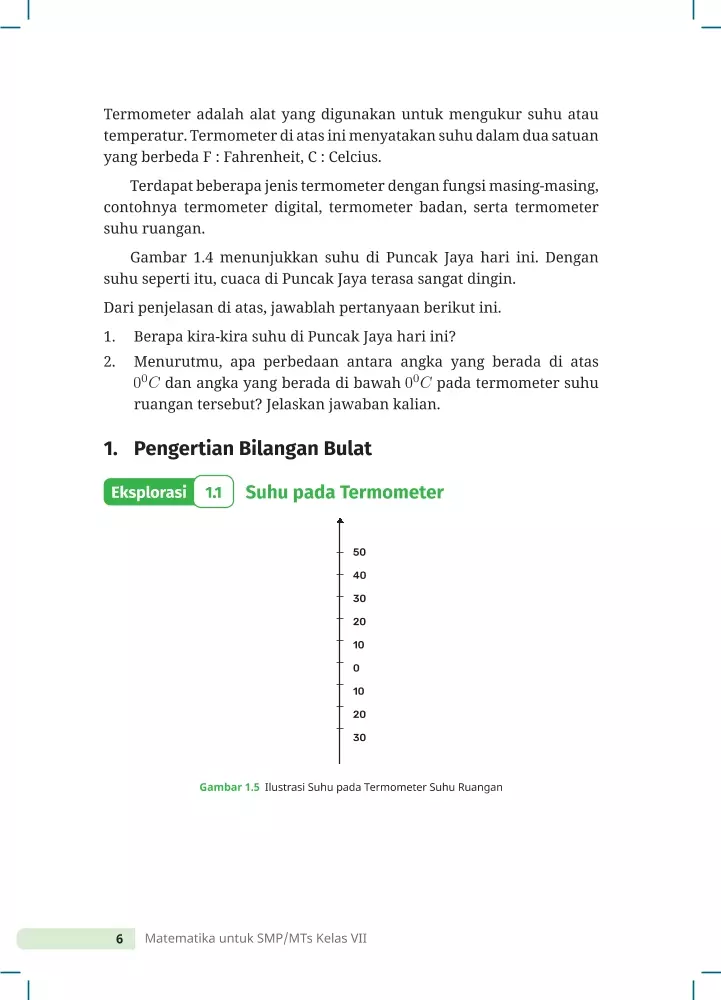 Termometer adalah alat yang digunakan untuk mengukur suhu atau
temperatur. Termometer di atas ini menyatakan suhu dalam dua satuan
yang berbeda F : Fahrenheit, C : Celcius.
Terdapat beberapa jenis termometer dengan fungsi masing-masing,
contohnya termometer digital, termometer badan, serta termometer
suhu ruangan.
Gambar 1.4 menunjukkan suhu di Puncak Jaya hari ini. Dengan
suhu seperti itu, cuaca di Puncak Jaya terasa sangat dingin.
Dari penjelasan di atas, jawablah pertanyaan berikut ini.
1. Berapa kira-kira suhu di Puncak Jaya hari ini?
2. Menurutmu, apa perbedaan antara angka yang berada di atas
0⁰C dan angka yang berada di bawah 0⁰C pada termometer suhu
ruangan tersebut? Jelaskan jawaban kalian.
1. Pengertian Bilangan Bulat
Eksplorasi 1.1 Suhu pada Termometer
50
40
30
20
10
0
10
20
30
Gambar 1.5 Ilustrasi Suhu pada Termometer Suhu Ruangan
6 Matematika untuk SMP/MTs Kelas VII